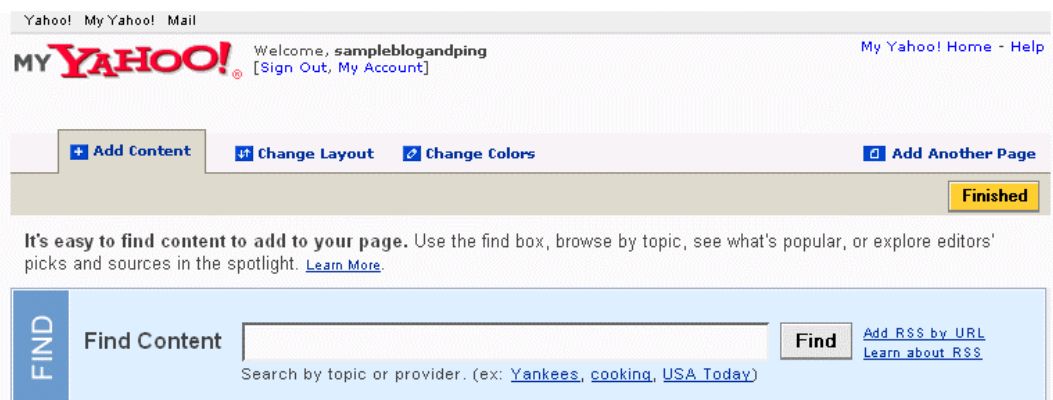 Yahoo! My Yahoo! Mail
MY YAHOO!® Welcome, sampleblogandping
[Sign Out, My Account]
My Yahoo! Home - Help
Add Content Change Layout Change Colors Add Another Page
Finished
It's easy to find content to add to your page. Use the find box, browse by topic, see what's popular, or explore editors'
picks and sources in the spotlight. Learn More.
FIND
Find Content Find Add RSS by URL
Learn about RSS
Search by topic or provider. (ex: Yankees, cooking, USA Today)